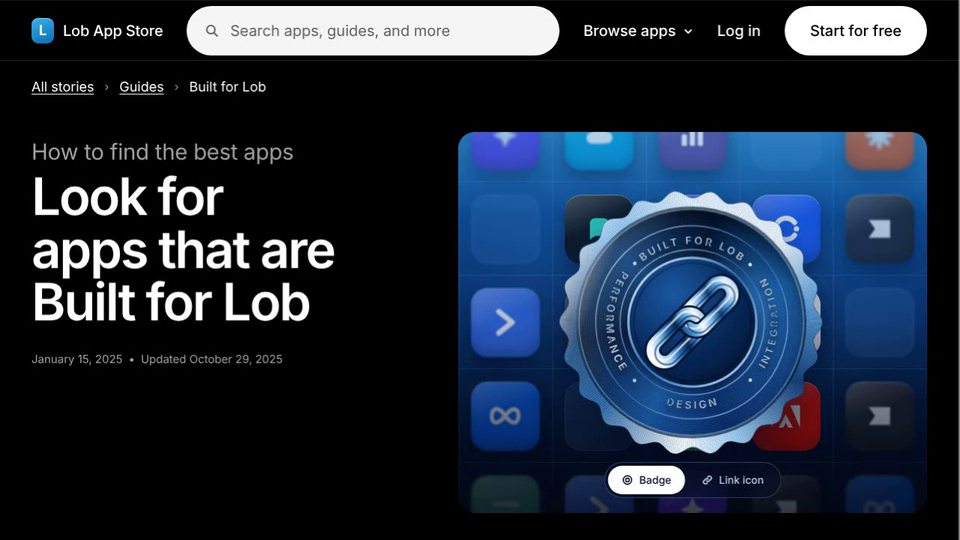 L Lob App Store
Search apps, guides, and more
Browse apps
Log in
Start for free
All stories › Guides › Built for Lob
How to find the best apps
Look for
apps that are
Built for Lob
January 15, 2025 • Updated October 29, 2025
• BUILT FOR LOB •
PERFORMANCE
INTEGRATION
DESIGN
Badge
Link icon